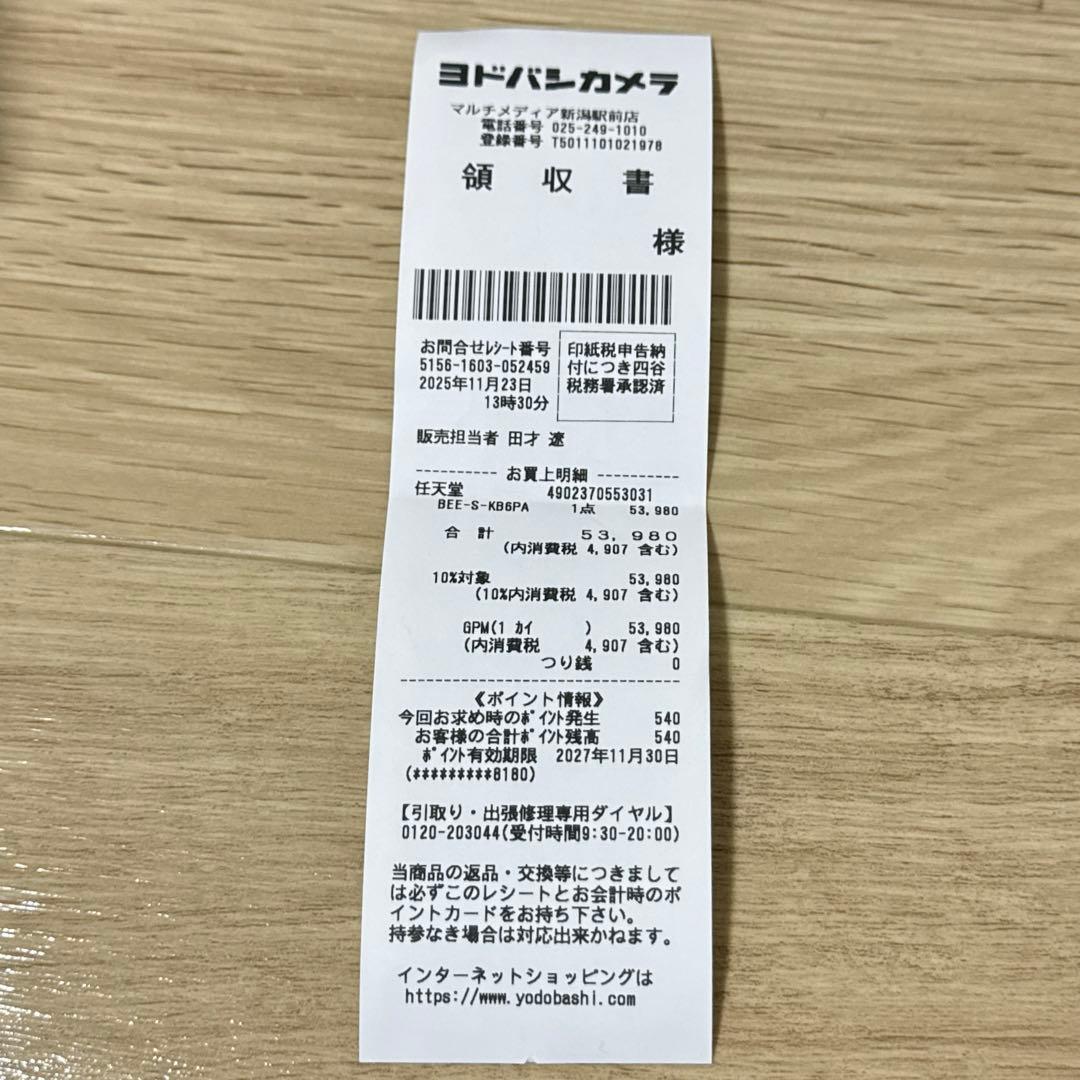 ヨドバシカメラ
マルチメディア新潟駅前店
電話番号 025-249-1010
登録番号 T5011101021978
領 収 書
様
お問合せﾚｼｰﾄ番号
5156-1603-052459
2025年11月23日
13時30分
印紙税申告納
付につき四谷
税務署承認済
販売担当者 田才 遼
---------- お買上明細 ----------
任天堂 4902370553031
BEE-S-KB6PA 1点 53,980
合 計 53,980
(内消費税 4,907 含む)
10%対象 53,980
(10%内消費税 4,907 含む)
GPM(1 ｶｲ ) 53,980
(内消費税 4,907 含む)
つり銭 0
《ポイント情報》
今回お求め時のﾎﾟｲﾝﾄ発生 540
お客様の合計ﾎﾟｲﾝﾄ残高 540
ﾎﾟｲﾝﾄ有効期限 2027年11月30日
(*********8180)
【引取り・出張修理専用ダイヤル】
0120-203044(受付時間9:30-20:00)
当商品の返品・交換等につきまして
は必ずこのレシートとお会計時のポ
イントカードをお持ち下さい。
持参なき場合は対応出来かねます。
インターネットショッピングは
https://www.yodobashi.com